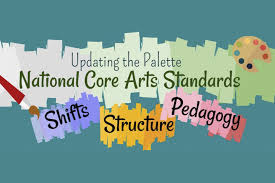 Updating the Palette
National Core Arts Standards
Shifts
Structure
Pedagogy